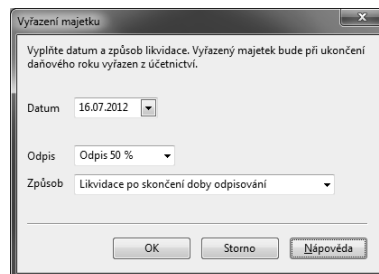 Vyřazení majetku
Vyplňte datum a způsob likvidace. Vyřazený majetek bude při ukončení
daňového roku vyřazen z účetnictví.
Datum 16.07.2012
Odpis Odpis 50 %
Způsob Likvidace po skončení doby odpisování
OK Storno Nápověda